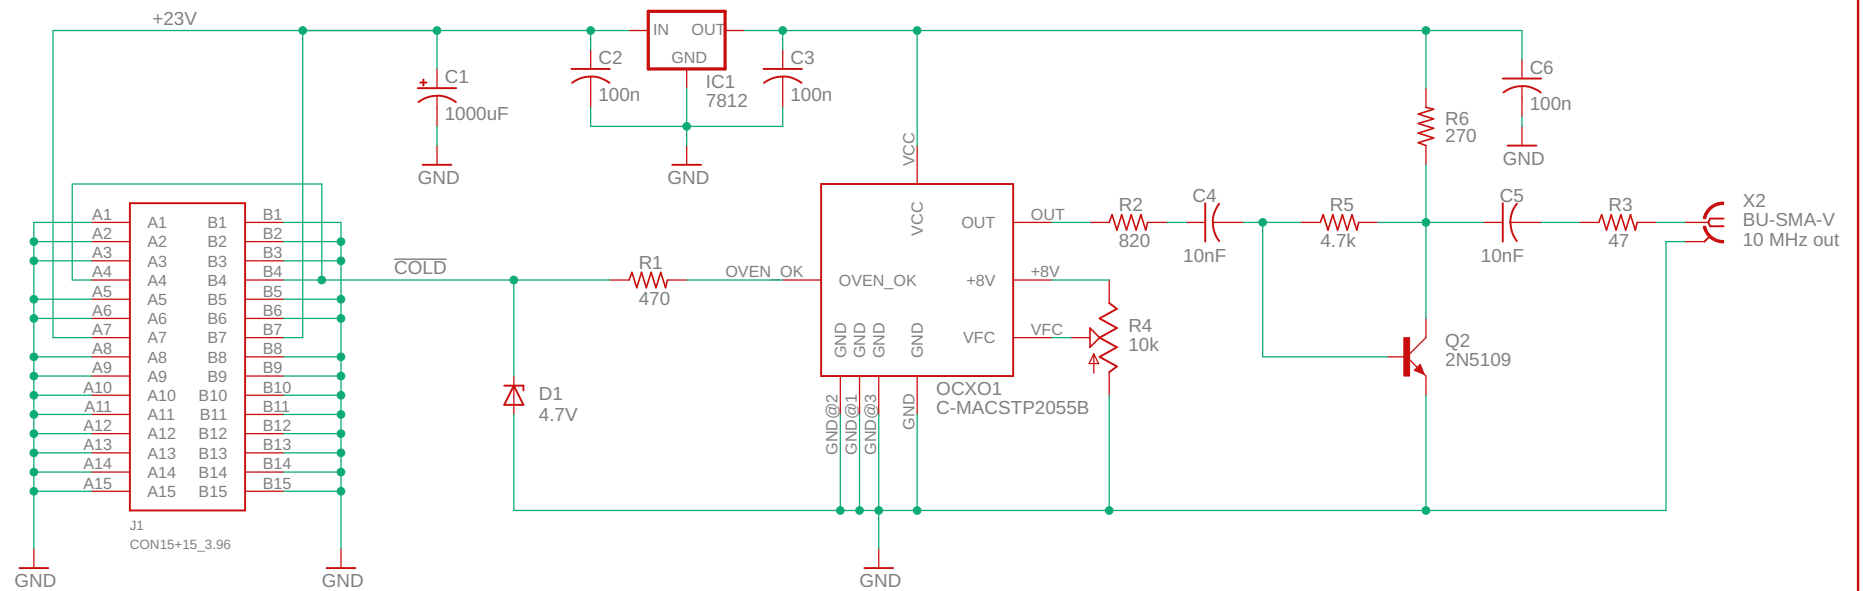 +23V
C1
1000uF
GND
C2
100n
IN
OUT
GND
IC1
7812
C3
100n
GND
VCC
R6
270
C6
100n
GND
A1
A2
A3
A4
A5
A6
A7
A8
A9
A10
A11
A12
A13
A14
A15
A1
A2
A3
A4
A5
A6
A7
A8
A9
A10
A11
A12
A13
A14
A15
B1
B2
B3
B4
B5
B6
B7
B8
B9
B10
B11
B12
B13
B14
B15
B1
B2
B3
B4
B5
B6
B7
B8
B9
B10
B11
B12
B13
B14
B15
J1
CON15+15_3.96
GND
GND
COLD
R1
470
OVEN_OK
D1
4.7V
VCC
OUT
OVEN_OK
+8V
VFC
GND
GND
GND
GND
OCXO1
C-MACSTP2055B
GND@2
GND@1
GND@3
GND
GND
OUT
+8V
VFC
R2
820
C4
10nF
R5
4.7k
C5
10nF
R3
47
X2
BU-SMA-V
10 MHz out
R4
10k
Q2
2N5109